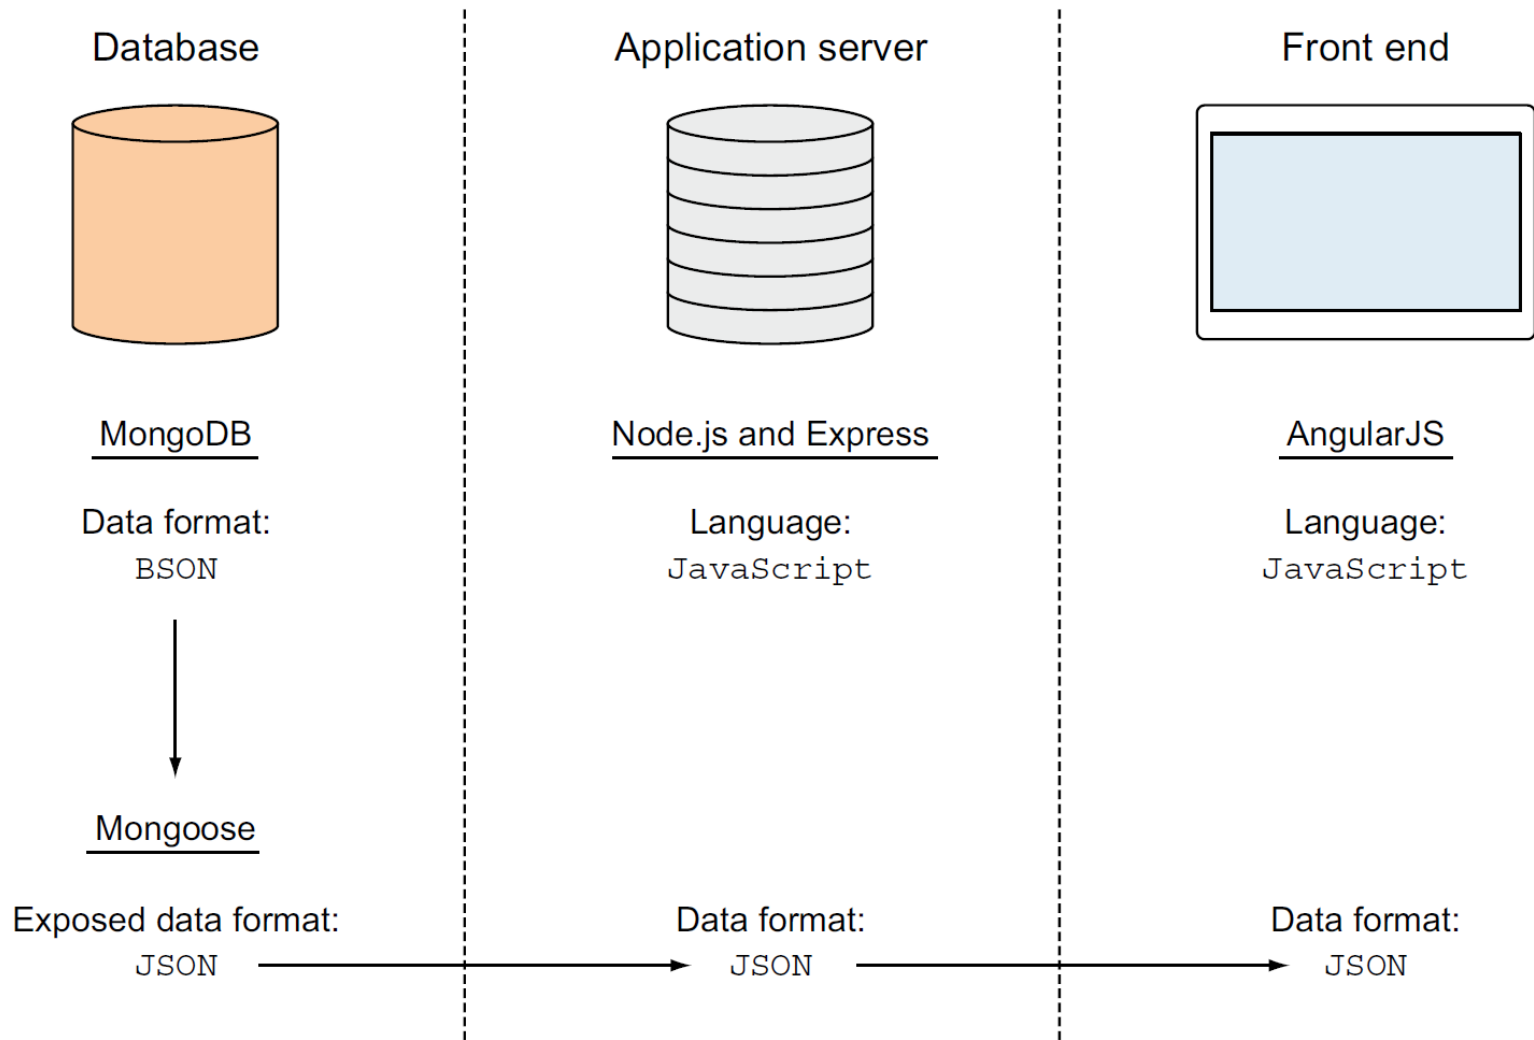 Database
Application server
Front end
MongoDB
Node.js and Express
AngularJS
Data format:
BSON
Language:
JavaScript
Language:
JavaScript
Mongoose
Exposed data format:
JSON
Data format:
JSON
Data format:
JSON